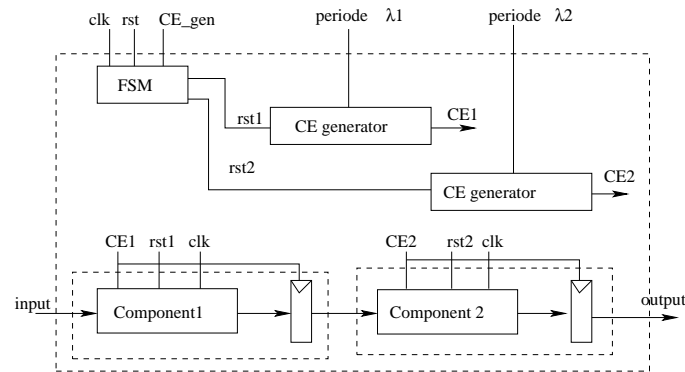 clk rst CE_gen periode λ1 periode λ2
FSM
rst1 CE generator CE1
rst2 CE generator CE2
CE1 rst1 clk CE2 rst2 clk
input Component1 Component 2 output